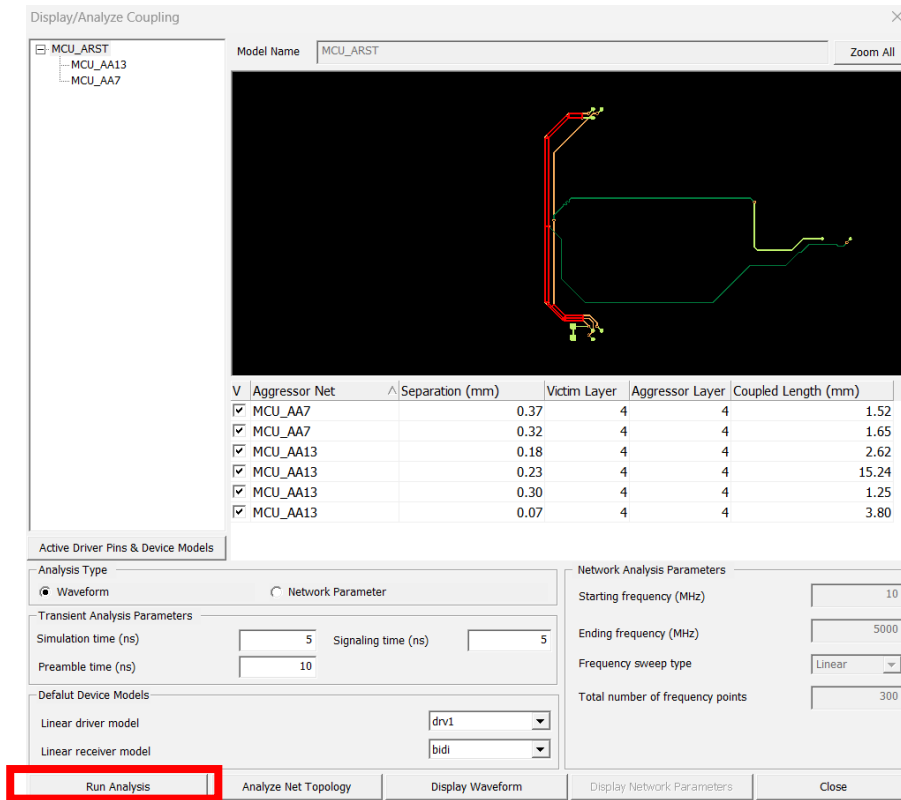 Display/Analyze Coupling
MCU_ARST
MCU_AA13
MCU_AA7
Model Name MCU_ARST Zoom All
V Aggressor Net Separation (mm) Victim Layer Aggressor Layer Coupled Length (mm)
MCU_AA7 0.37 4 4 1.52
MCU_AA7 0.32 4 4 1.65
MCU_AA13 0.18 4 4 2.62
MCU_AA13 0.23 4 4 15.24
MCU_AA13 0.30 4 4 1.25
MCU_AA13 0.07 4 4 3.80
Active Driver Pins & Device Models
Analysis Type
Waveform Network Parameter
Transient Analysis Parameters
Simulation time (ns) 5 Signaling time (ns) 5
Preamble time (ns) 10
Defalut Device Models
Linear driver model drv1
Linear receiver model bidi
Network Analysis Parameters
Starting frequency (MHz) 10
Ending frequency (MHz) 5000
Frequency sweep type Linear
Total number of frequency points 300
Run Analysis Analyze Net Topology Display Waveform Display Network Parameters Close